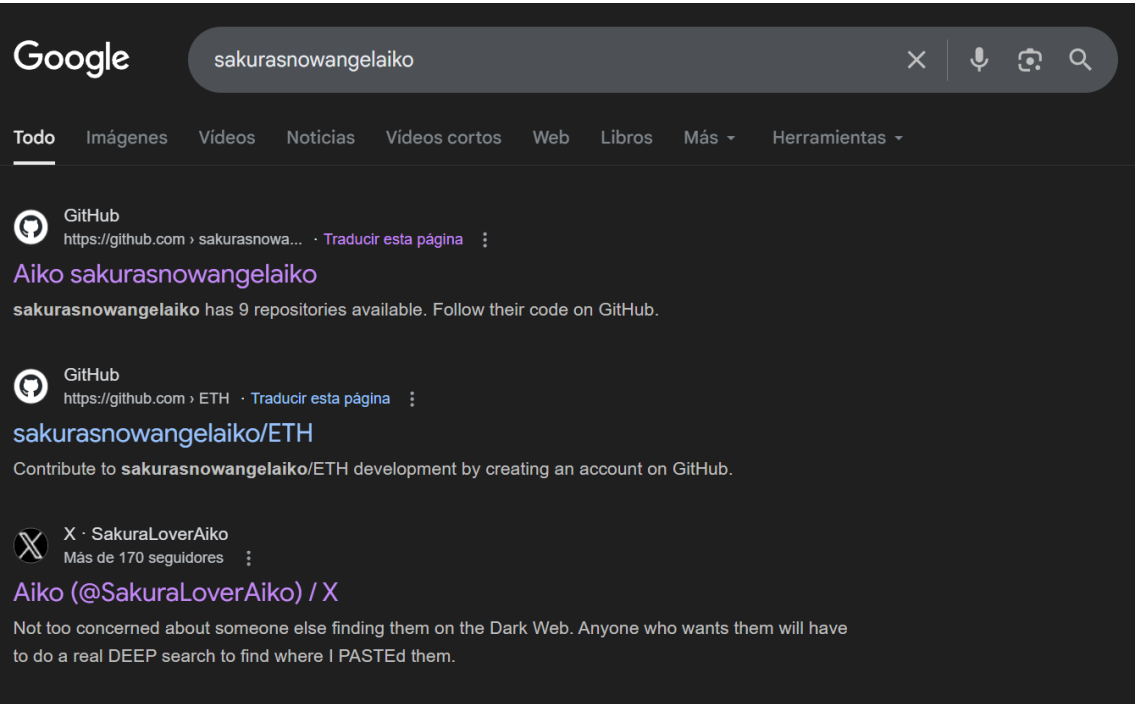 Google
sakurasnowangelaiko
Todo Imágenes Vídeos Noticias Vídeos cortos Web Libros Más Herramientas
GitHub
https://github.com › sakurasnowa... · Traducir esta página
Aiko sakurasnowangelaiko
sakurasnowangelaiko has 9 repositories available. Follow their code on GitHub.
GitHub
https://github.com › ETH · Traducir esta página
sakurasnowangelaiko/ETH
Contribute to sakurasnowangelaiko/ETH development by creating an account on GitHub.
X · SakuraLoverAiko
Más de 170 seguidores
Aiko (@SakuraLoverAiko) / X
Not too concerned about someone else finding them on the Dark Web. Anyone who wants them will have
to do a real DEEP search to find where I PASTEd them.